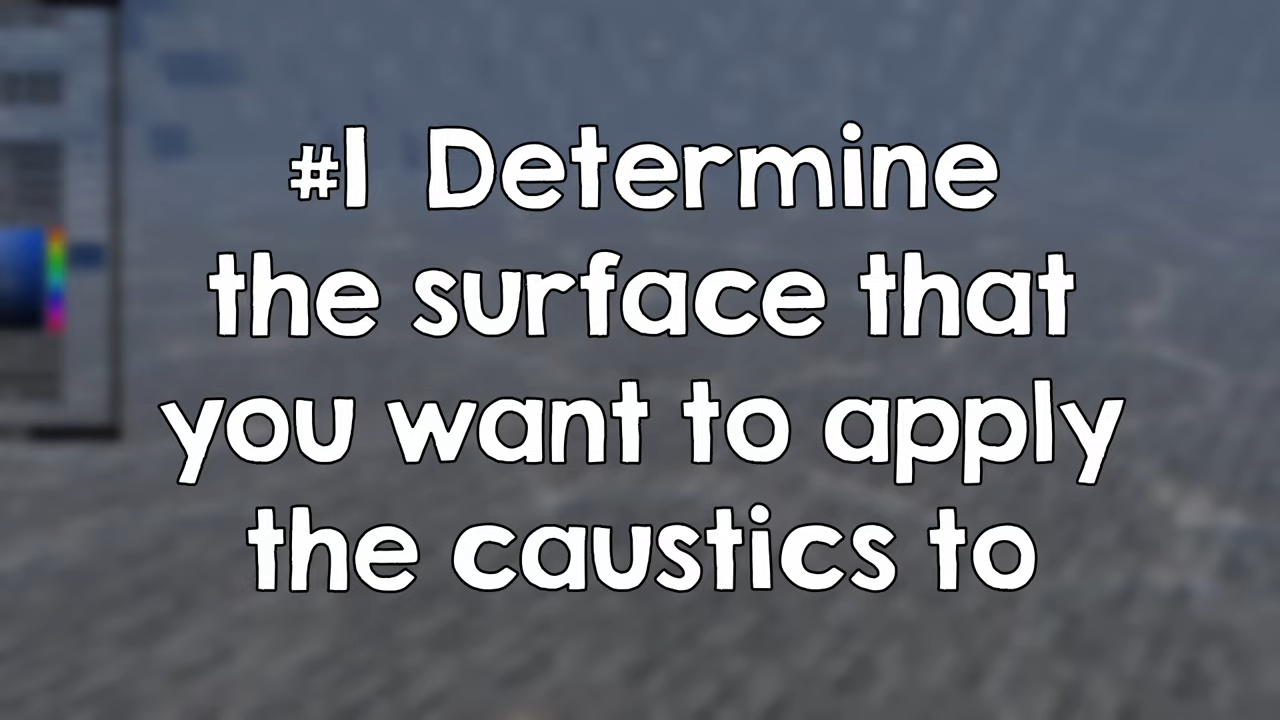 #1 Determine
the surface that
you want to apply
the caustics to